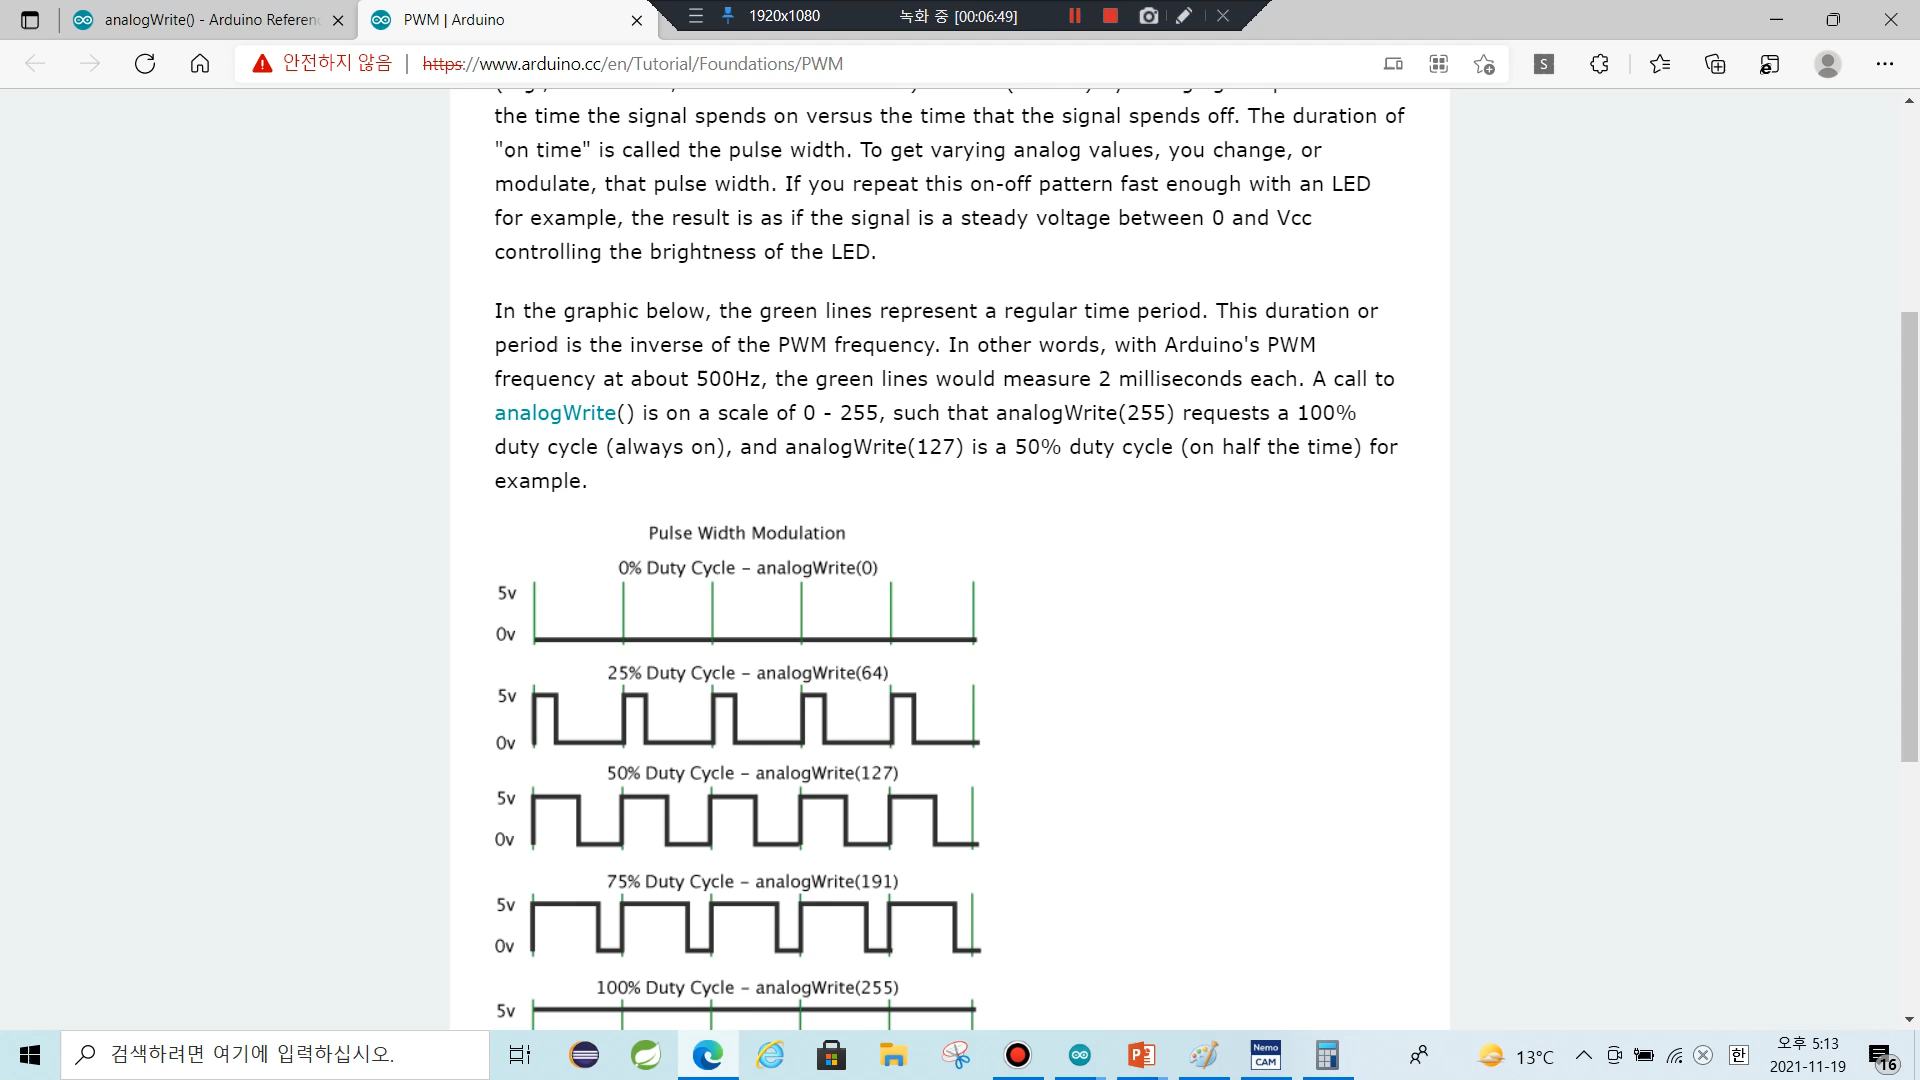 analogWrite() - Arduino Referen
PWM | Arduino
1920x1080
녹화 중 [00:06:49]
안전하지 않음
https://www.arduino.cc/en/Tutorial/Foundations/PWM
S
the time the signal spends on versus the time that the signal spends off. The duration of
"on time" is called the pulse width. To get varying analog values, you change, or
modulate, that pulse width. If you repeat this on-off pattern fast enough with an LED
for example, the result is as if the signal is a steady voltage between 0 and Vcc
controlling the brightness of the LED.
In the graphic below, the green lines represent a regular time period. This duration or
period is the inverse of the PWM frequency. In other words, with Arduino's PWM
frequency at about 500Hz, the green lines would measure 2 milliseconds each. A call to
analogWrite() is on a scale of 0 - 255, such that analogWrite(255) requests a 100%
duty cycle (always on), and analogWrite(127) is a 50% duty cycle (on half the time) for
example.
Pulse Width Modulation
0% Duty Cycle – analogWrite(0)
5v
0v
25% Duty Cycle – analogWrite(64)
5v
0v
50% Duty Cycle – analogWrite(127)
5v
0v
75% Duty Cycle – analogWrite(191)
5v
0v
100% Duty Cycle – analogWrite(255)
5v
검색하려면 여기에 입력하십시오.
Nemo
CAM
13°C
한
오후 5:13
2021-11-19
16